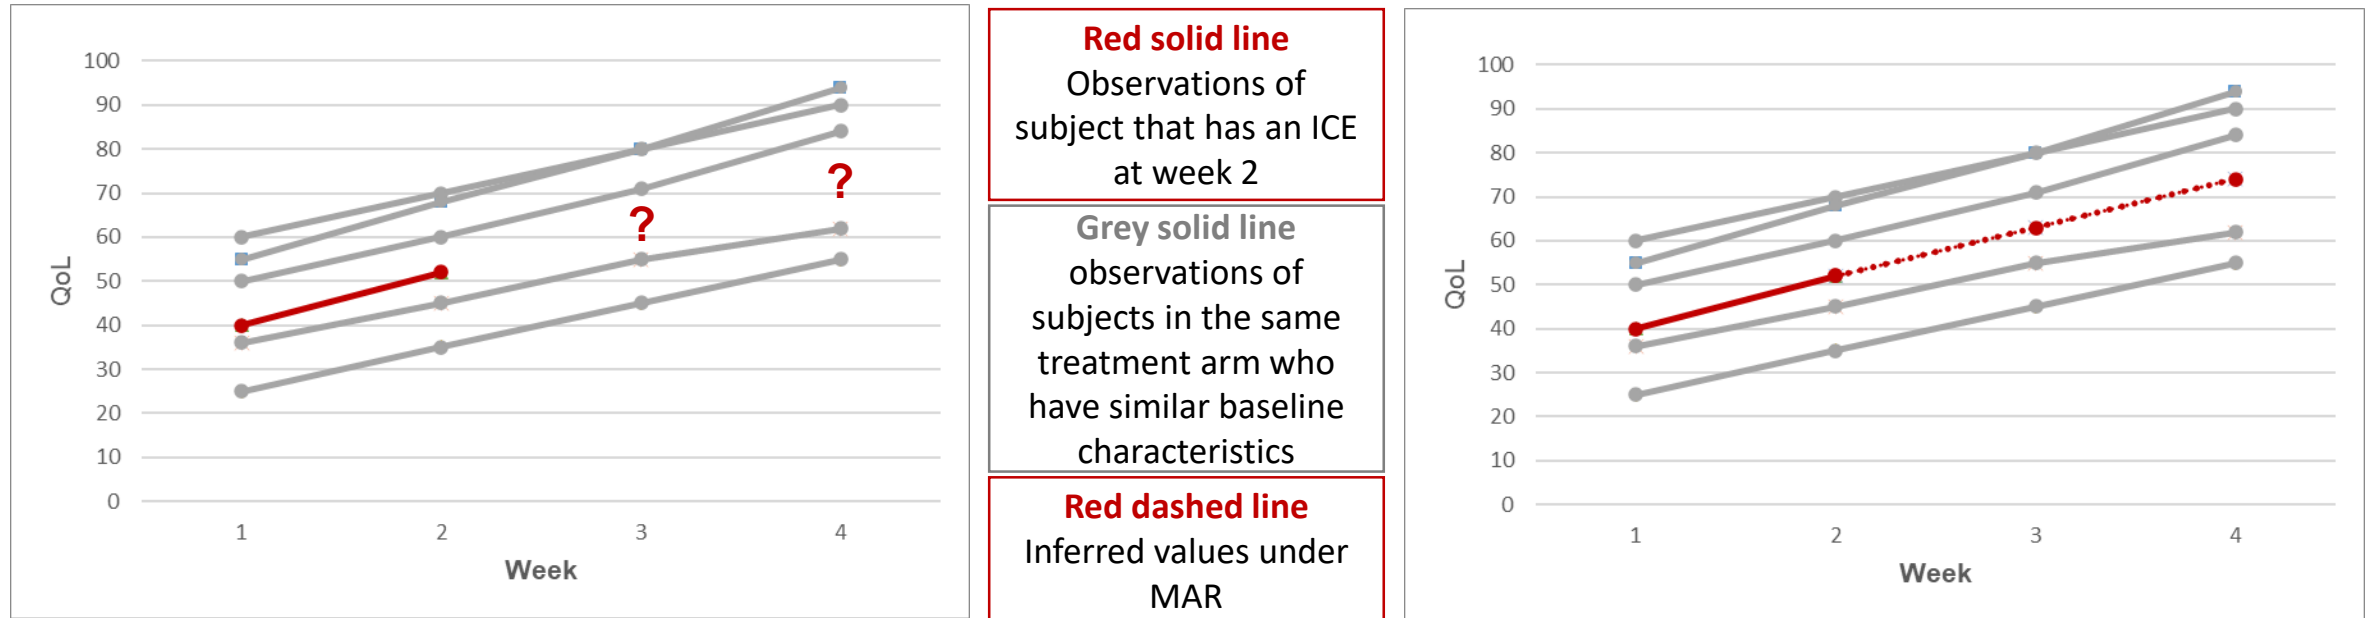 100
90
80
70
60
50
40
30
20
10
0
QoL
?
?
1 2 3 4
Week
Red solid line
Observations of
subject that has an ICE
at week 2
Grey solid line
observations of
subjects in the same
treatment arm who
have similar baseline
characteristics
Red dashed line
Inferred values under
MAR
100
90
80
70
60
50
40
30
20
10
0
QoL
1 2 3 4
Week